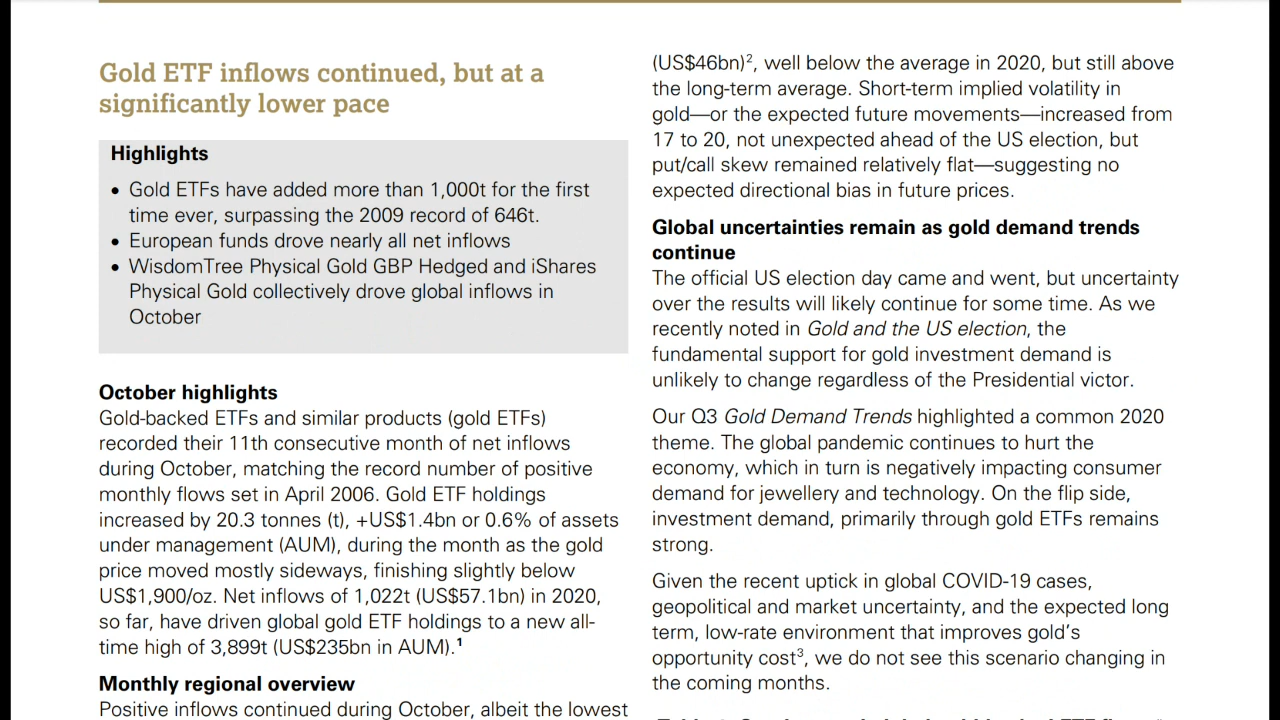 Gold ETF inflows continued, but at a
significantly lower pace
Highlights
• Gold ETFs have added more than 1,000t for the first
time ever, surpassing the 2009 record of 646t.
• European funds drove nearly all net inflows
• WisdomTree Physical Gold GBP Hedged and iShares
Physical Gold collectively drove global inflows in
October
October highlights
Gold-backed ETFs and similar products (gold ETFs)
recorded their 11th consecutive month of net inflows
during October, matching the record number of positive
monthly flows set in April 2006. Gold ETF holdings
increased by 20.3 tonnes (t), +US$1.4bn or 0.6% of assets
under management (AUM), during the month as the gold
price moved mostly sideways, finishing slightly below
US$1,900/oz. Net inflows of 1,022t (US$57.1bn) in 2020,
so far, have driven global gold ETF holdings to a new all-
time high of 3,899t (US$235bn in AUM).¹
Monthly regional overview
Positive inflows continued during October, albeit the lowest
(US$46bn)², well below the average in 2020, but still above
the long-term average. Short-term implied volatility in
gold—or the expected future movements—increased from
17 to 20, not unexpected ahead of the US election, but
put/call skew remained relatively flat—suggesting no
expected directional bias in future prices.
Global uncertainties remain as gold demand trends
continue
The official US election day came and went, but uncertainty
over the results will likely continue for some time. As we
recently noted in Gold and the US election, the
fundamental support for gold investment demand is
unlikely to change regardless of the Presidential victor.
Our Q3 Gold Demand Trends highlighted a common 2020
theme. The global pandemic continues to hurt the
economy, which in turn is negatively impacting consumer
demand for jewellery and technology. On the flip side,
investment demand, primarily through gold ETFs remains
strong.
Given the recent uptick in global COVID-19 cases,
geopolitical and market uncertainty, and the expected long
term, low-rate environment that improves gold's
opportunity cost³, we do not see this scenario changing in
the coming months.